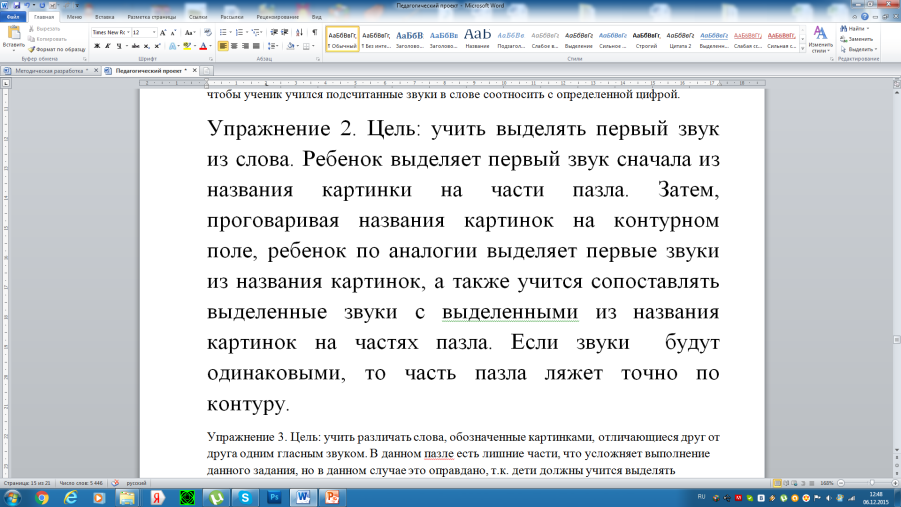 Педагогический проект - Microsoft Word
Файл Главная Меню Вставка Разметка страницы Ссылки Рассылки Рецензирование Вид
Вставить
Вырезать
Копировать
Формат по образцу
Буфер обмена
Times New Ro 12
Шрифт
Абзац
АаБбВвГг, АаБбВвГг, АаБбВ АаБбВв АаЬ АаБбВв. АаБбВвГг АаБбВвГг АаБбВвГг АаБбВвГг, АаБбВвГг АаБбВвГг АаБбВвГг, АаБбВвГг,
¶ Обычный ¶ Без инте... Заголово... Заголово... Название Подзагол... Слабое в... Выделение Сильное... Строгий Цитата 2 Выделенн... Слабая сс... Сильная с...
Стили
Изменить стили
Найти
Заменить
Выделить
Редактирование
Методическая разработка * Педагогический проект *
чтобы ученик учился подсчитанные звуки в слове соотносить с определенной цифрой.
Упражнение 2. Цель: учить выделять первый звук
из слова. Ребенок выделяет первый звук сначала из
названия картинки на части пазла. Затем,
проговаривая названия картинок на контурном
поле, ребенок по аналогии выделяет первые звуки
из названия картинок, а также учится сопоставлять
выделенные звуки с выделенными из названия
картинок на частях пазла. Если звуки будут
одинаковыми, то часть пазла ляжет точно по
контуру.
Упражнение 3. Цель: учить различать слова, обозначенные картинками, отличающиеся друг от
друга одним гласным звуком. В данном пазле есть лишние части, что усложняет выполнение
данного задания, но в данном случае это оправдано, т.к. дети должны учится выделять
Страница: 15 из 21 Число слов: 5 446 русский 168%
RU 12:48
06.12.2015